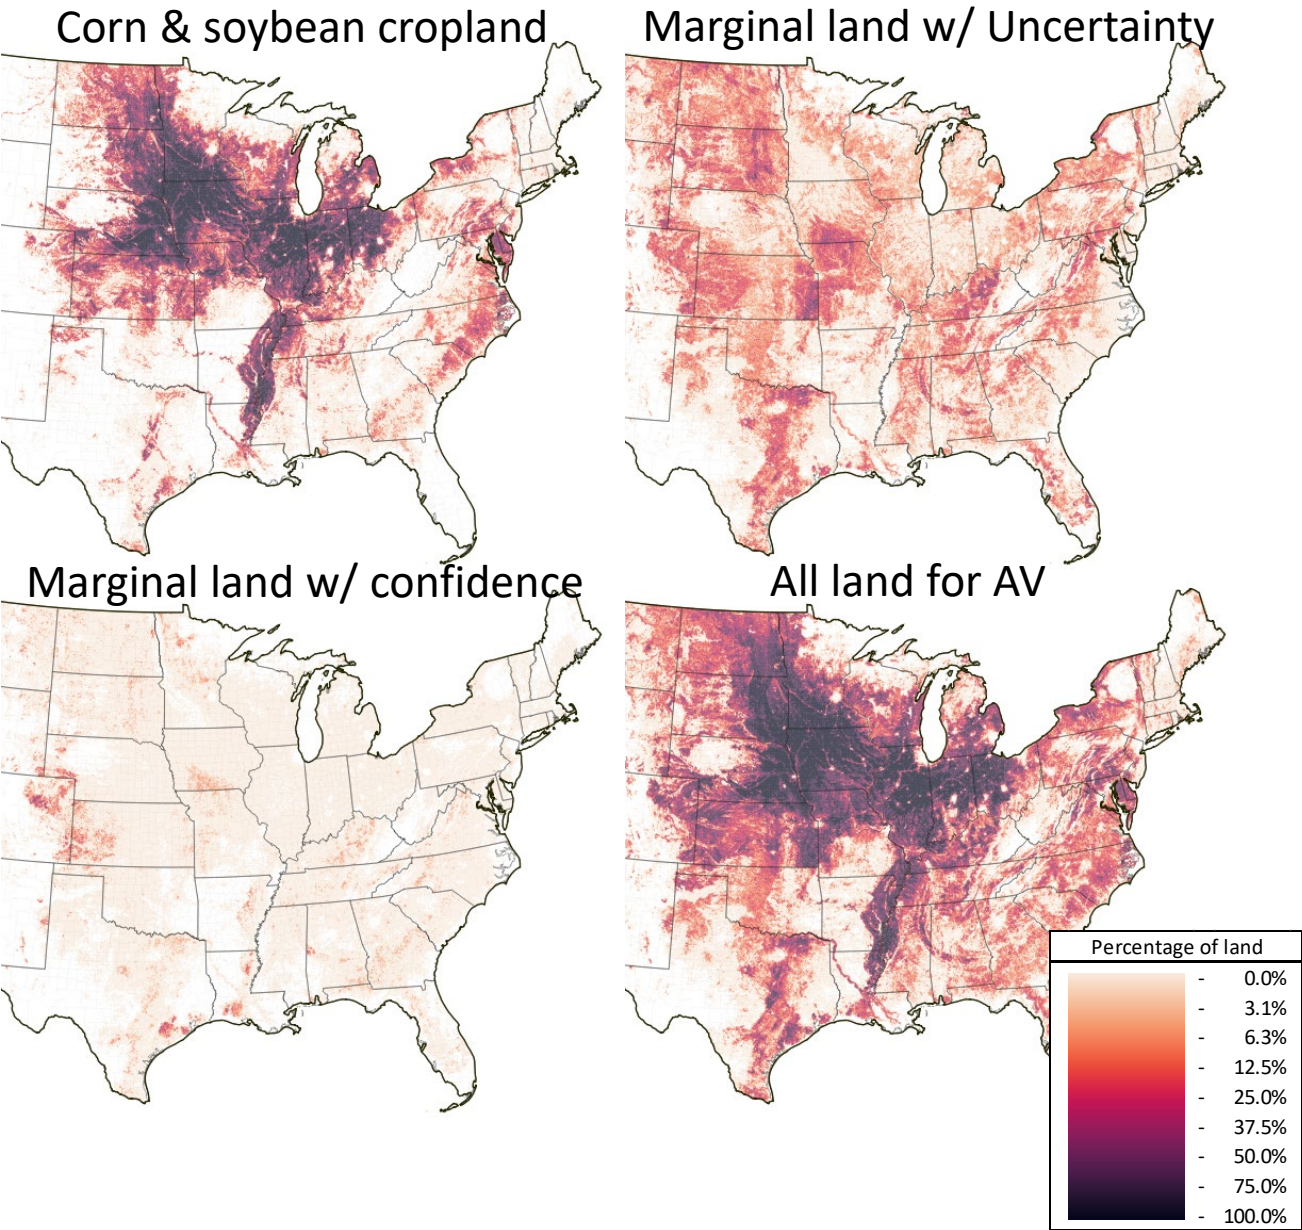 Corn & soybean cropland
Marginal land w/ Uncertainty
Marginal land w/ confidence
All land for AV
Percentage of land
- 0.0%
- 3.1%
- 6.3%
- 12.5%
- 25.0%
- 37.5%
- 50.0%
- 75.0%
- 100.0%